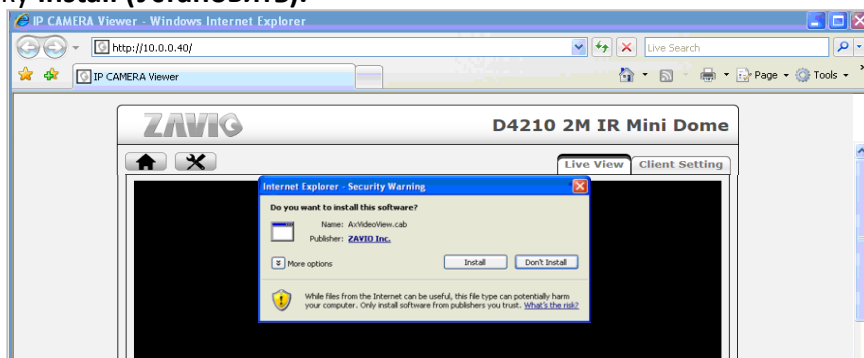 ку Install (Установить).
IP CAMERA Viewer - Windows Internet Explorer
http://10.0.0.40/
Live Search
IP CAMERA Viewer
Page
Tools
ZAVIO
D4210 2M IR Mini Dome
Live View
Client Setting
Internet Explorer - Security Warning
Do you want to install this software?
Name: AxVideoView.cab
Publisher: ZAVIO Inc.
More options
Install
Don't Install
While files from the Internet can be useful, this file type can potentially harm
your computer. Only install software from publishers you trust. What's the risk?